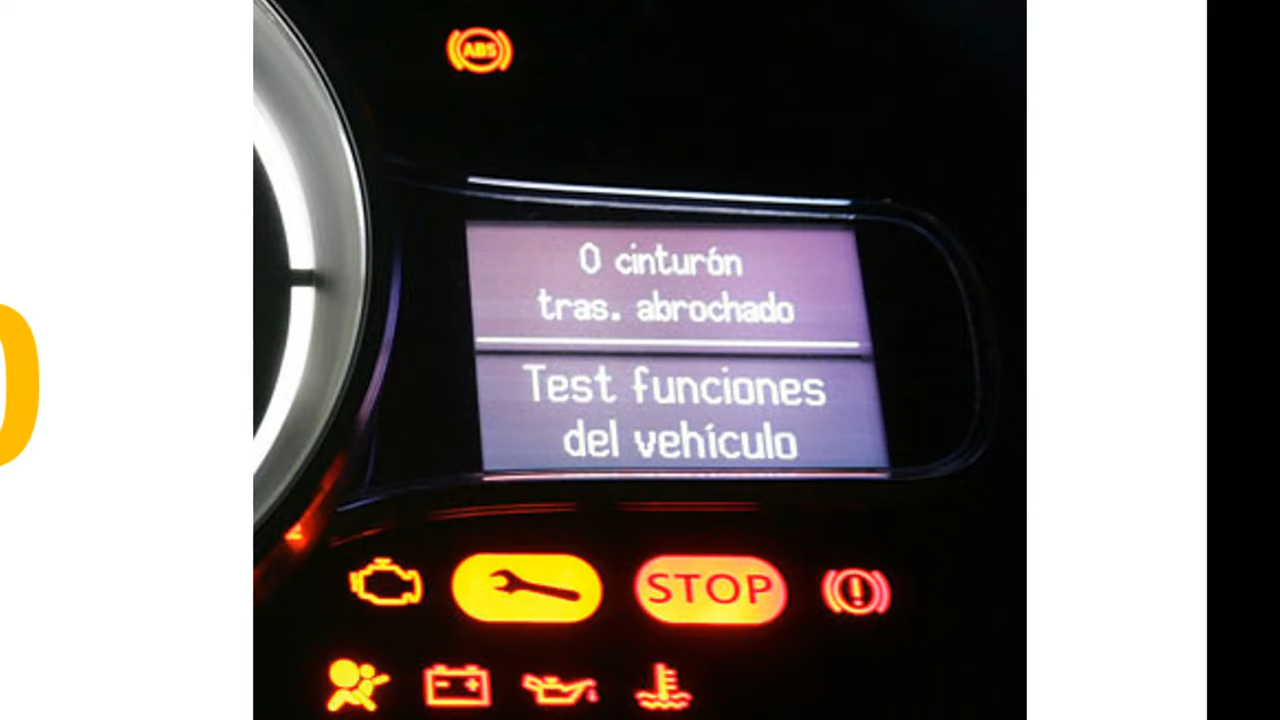 ABS
0 cinturón
tras. abrochado
Test funciones
del vehículo
STOP